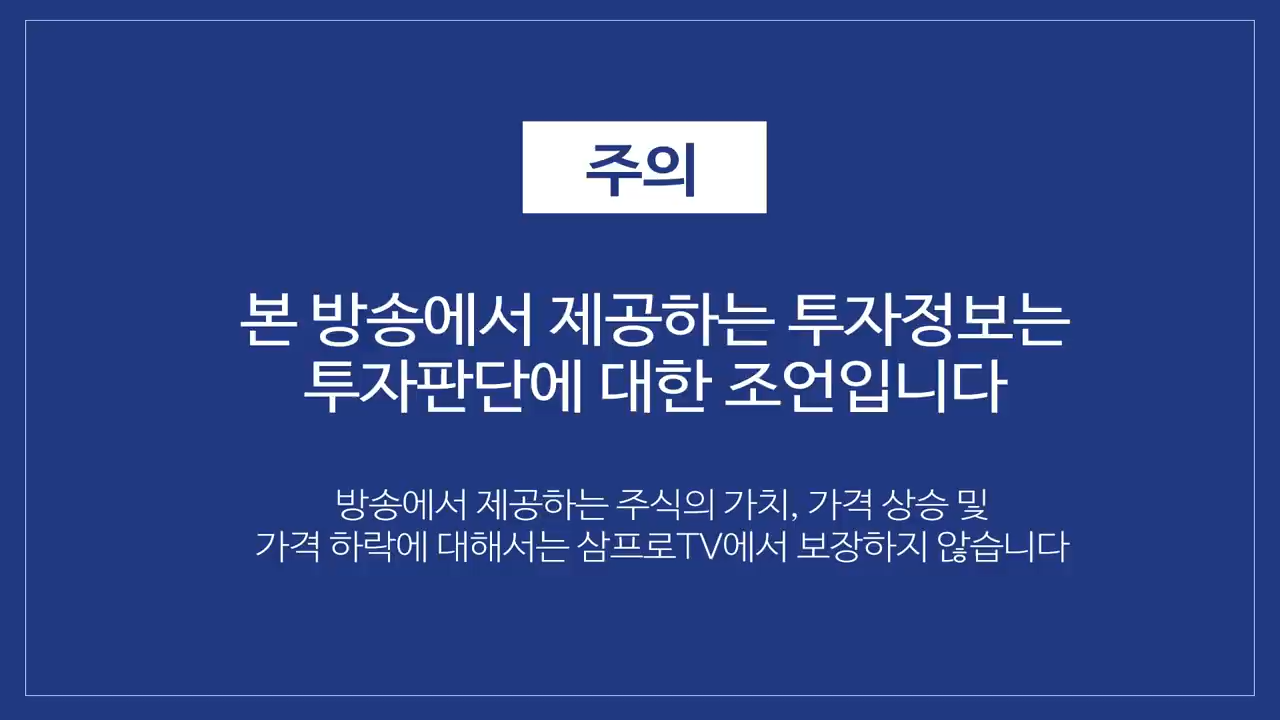 주의
본 방송에서 제공하는 투자정보는
투자판단에 대한 조언입니다
방송에서 제공하는 주식의 가치, 가격 상승 및
가격 하락에 대해서는 삼프로TV에서 보장하지 않습니다